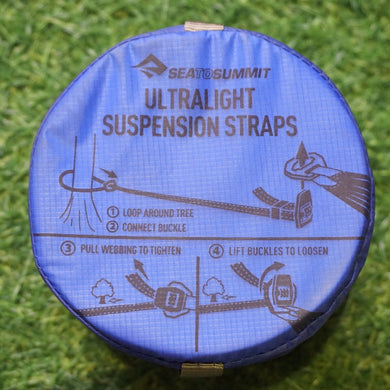 SEATOSUMMIT
ULTRALIGHT
SUSPENSION STRAPS
1 LOOP AROUND TREE
2 CONNECT BUCKLE
3 PULL WEBBING TO TIGHTEN
4 LIFT BUCKLES TO LOOSEN